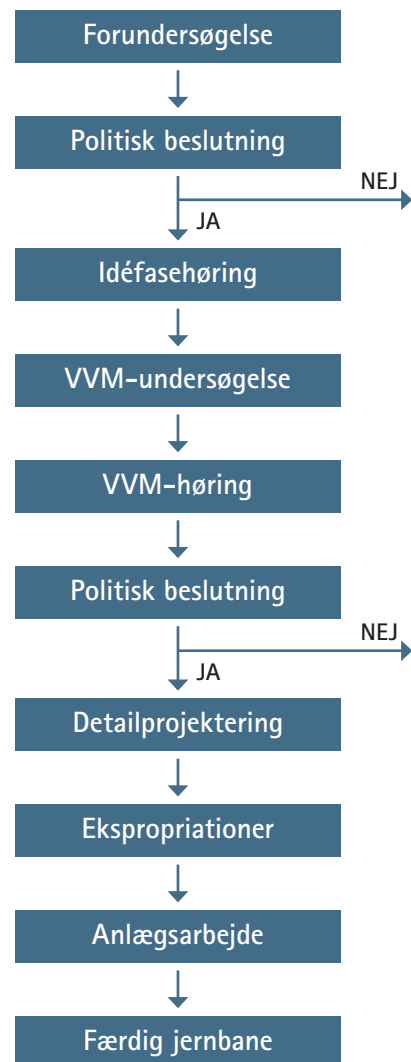 Forundersøgelse
Politisk beslutning
NEJ
JA
Idéfasehøring
VVM-undersøgelse
VVM-høring
Politisk beslutning
NEJ
JA
Detailprojektering
Ekspropriationer
Anlægsarbejde
Færdig jernbane